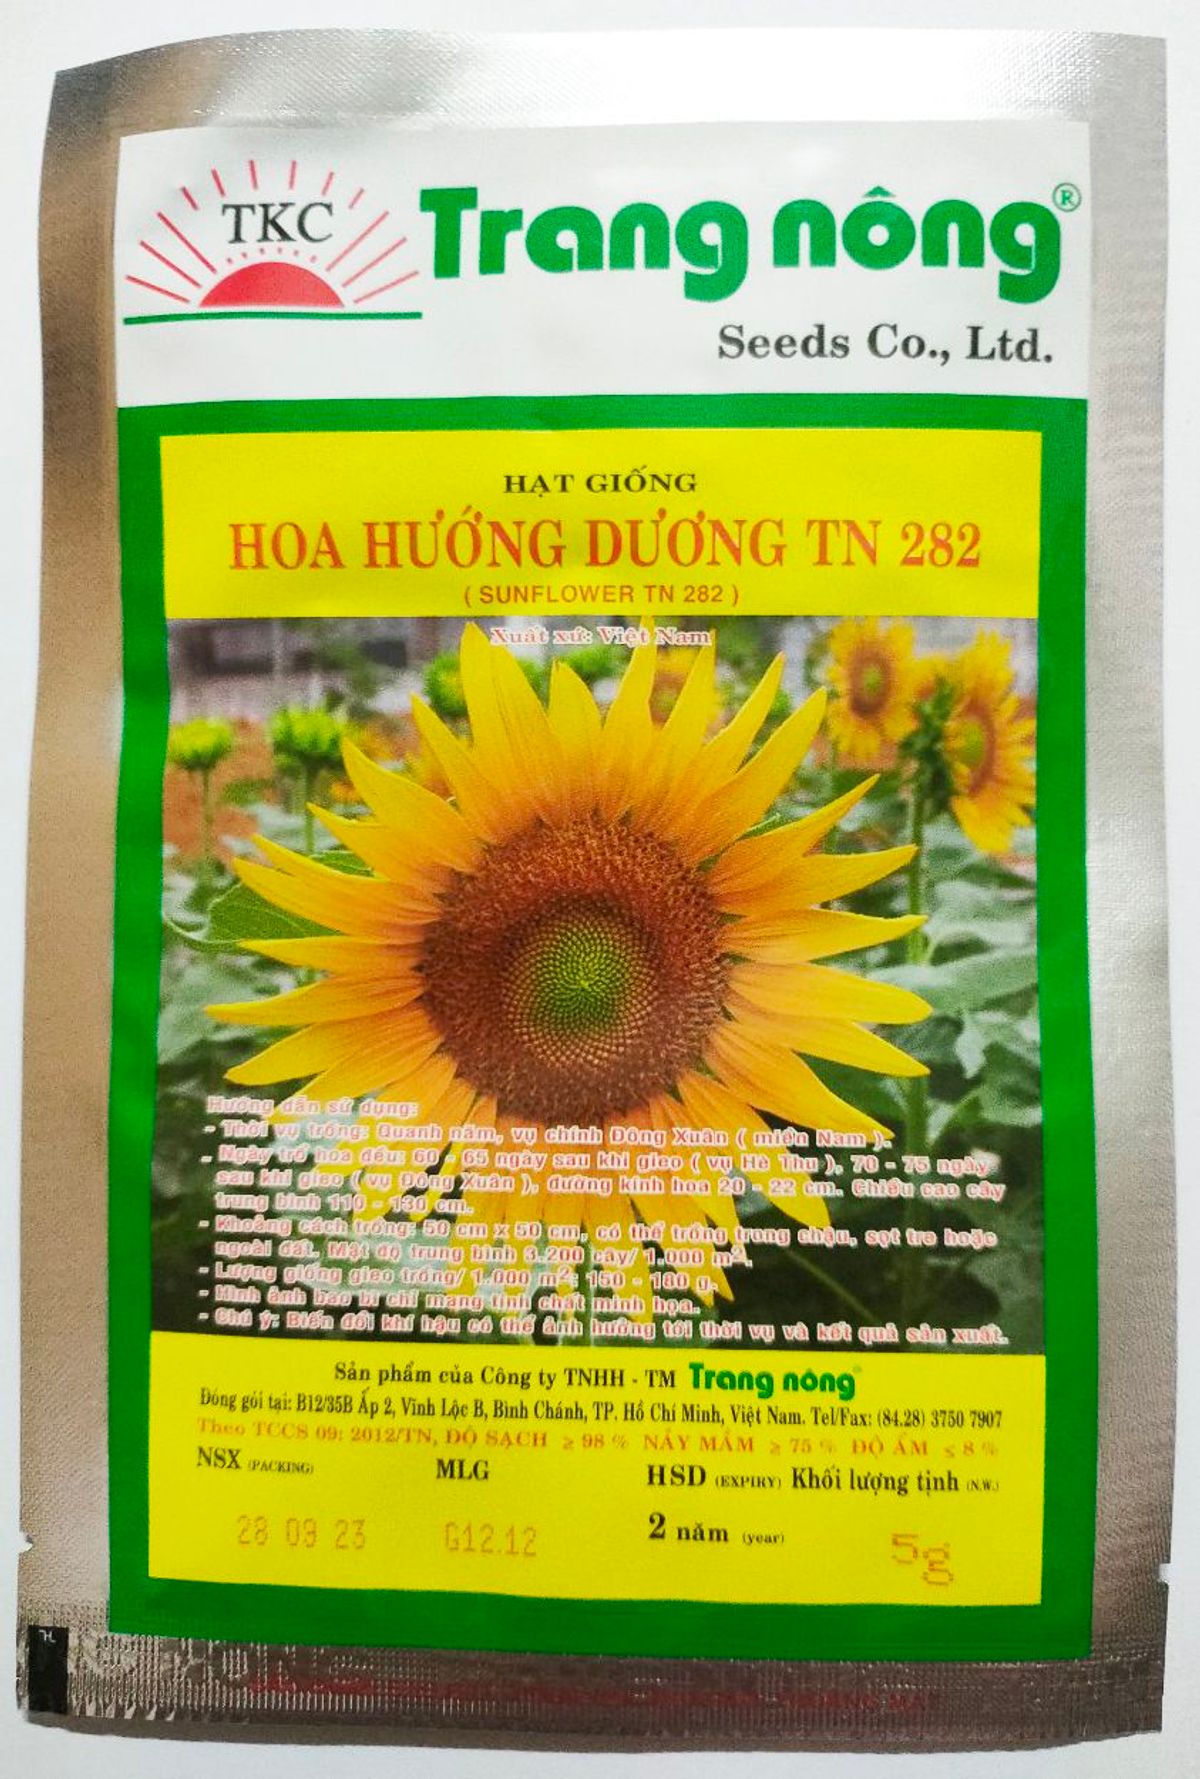 TKC
Trang nông®
Seeds Co., Ltd.
HẠT GIỐNG
HOA HƯỚNG DƯƠNG TN 282
( SUNFLOWER TN 282 )
Xuất xứ: Việt Nam
Hướng dẫn sử dụng:
- Thời vụ trồng: Quanh năm, vụ chính Đông Xuân ( miền Nam ).
- Ngày trổ hoa đều: 60 - 65 ngày sau khi gieo ( vụ Hè Thu ), 70 - 75 ngày
sau khi gieo ( vụ Đông Xuân ), đường kính hoa 20 - 22 cm. Chiều cao cây
trung bình 110 - 130 cm.
- Khoảng cách trồng: 50 cm x 50 cm, có thể trồng trong chậu, sọt tre hoặc
ngoài đất. Mật độ trung bình 3.200 cây/ 1.000 m².
- Lượng giống gieo trồng/ 1.000 m²: 150 - 180 g.
- Hình ảnh bao bì chỉ mang tính chất minh họa.
- Chú ý: Biến đổi khí hậu có thể ảnh hưởng tới thời vụ và kết quả sản xuất.
Sản phẩm của Công ty TNHH - TM Trang nông®
Đóng gói tại: B12/35B Ấp 2, Vĩnh Lộc B, Bình Chánh, TP. Hồ Chí Minh, Việt Nam. Tel/Fax: (84.28) 3750 7907
Theo TCCS 09: 2012/TN, ĐỘ SẠCH ≥ 98 % NẢY MẦM ≥ 75 % ĐỘ ẨM ≤ 8 %
NSX (PACKING) MLG HSD (EXPIRY) Khối lượng tịnh (N.W.)
28 09 23 G12.12 2 năm (year) 5g